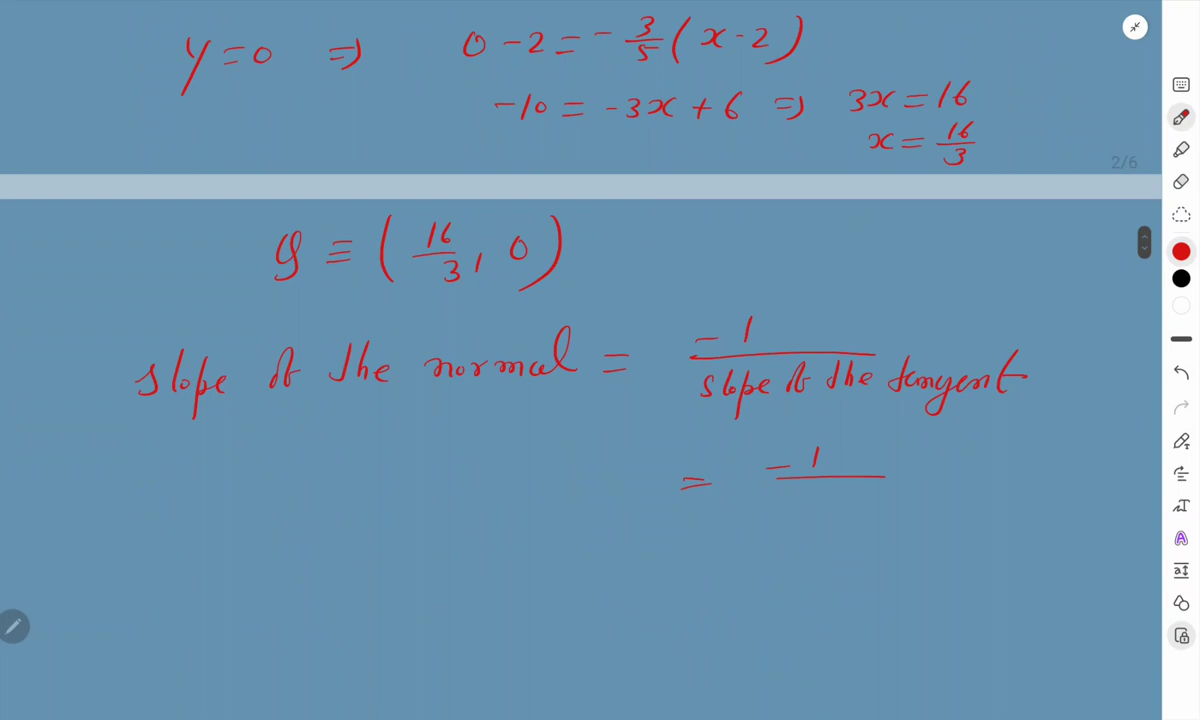 y = 0 ⇒ 0 - 2 = - 3/5 ( x - 2 )
-10 = -3x + 6 ⇒ 3x = 16
x = 16/3
2/6
≡ ( 16/3 , 0 )
slope of the normal = -1 / slope of the tangent
= -1